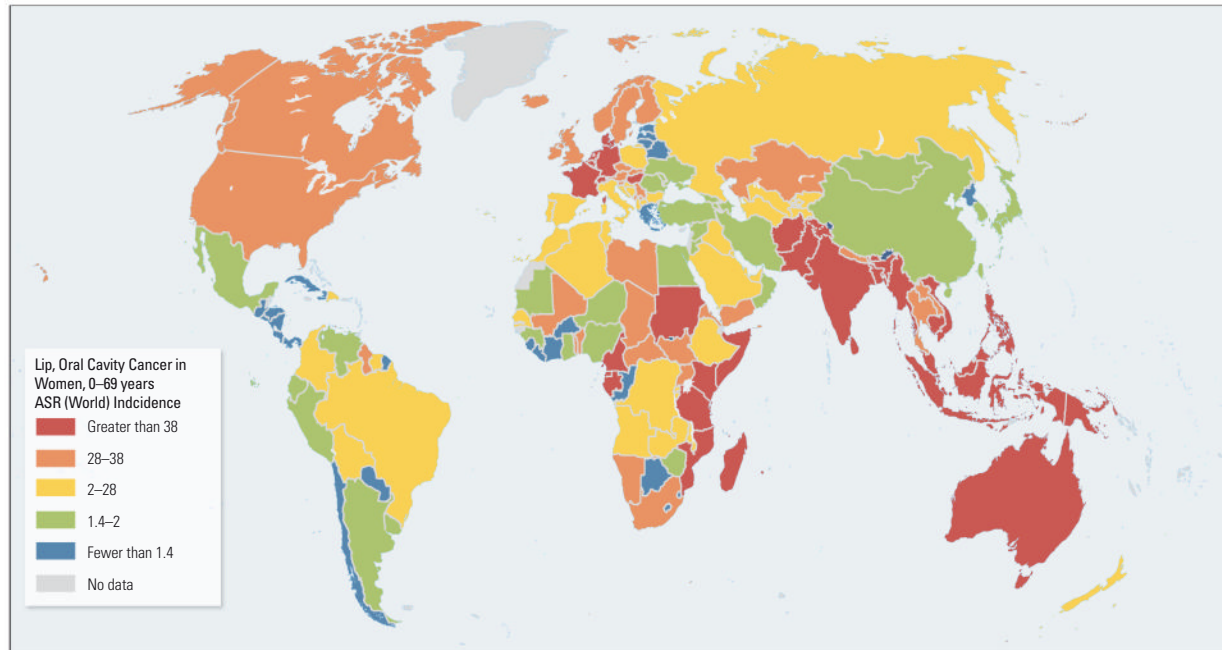 Lip, Oral Cavity Cancer in
Women, 0–69 years
ASR (World) Indcidence
Greater than 38
28–38
2–28
1.4–2
Fewer than 1.4
No data